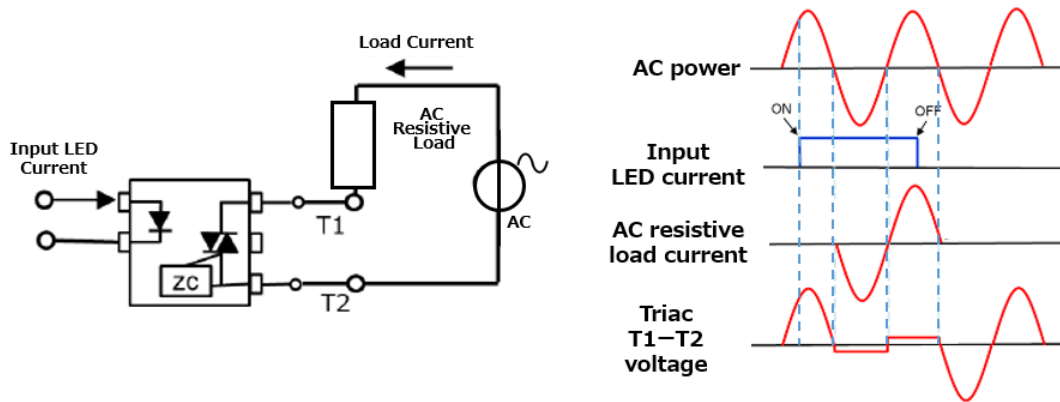 Load Current
AC
Resistive
Load
Input LED
Current
T1
AC
ZC
T2
AC power
ON
OFF
Input
LED current
AC resistive
load current
Triac
T1−T2
voltage